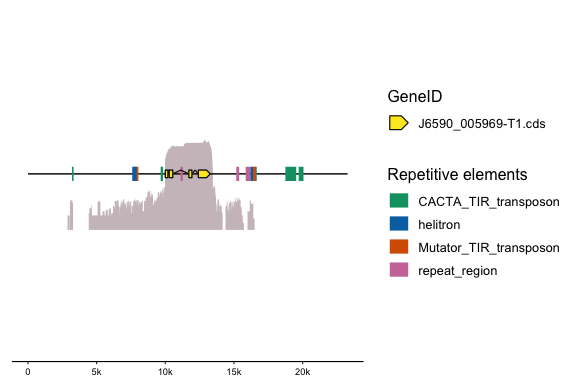 GeneID
J6590_005969-T1.cds
Repetitive elements
CACTA_TIR_transposon
helitron
Mutator_TIR_transposon
repeat_region
0 5k 10k 15k 20k